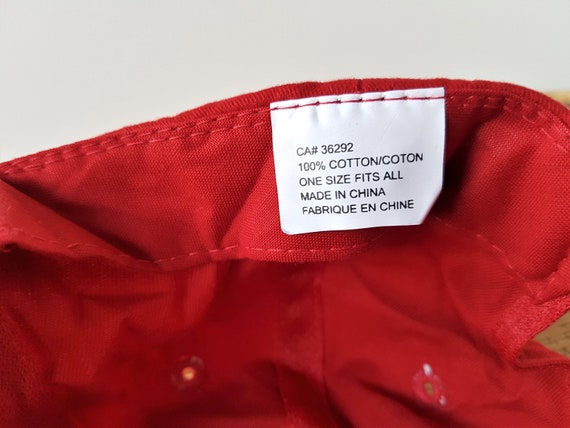 CA# 36292
100% COTTON/COTON
ONE SIZE FITS ALL
MADE IN CHINA
FABRIQUE EN CHINE